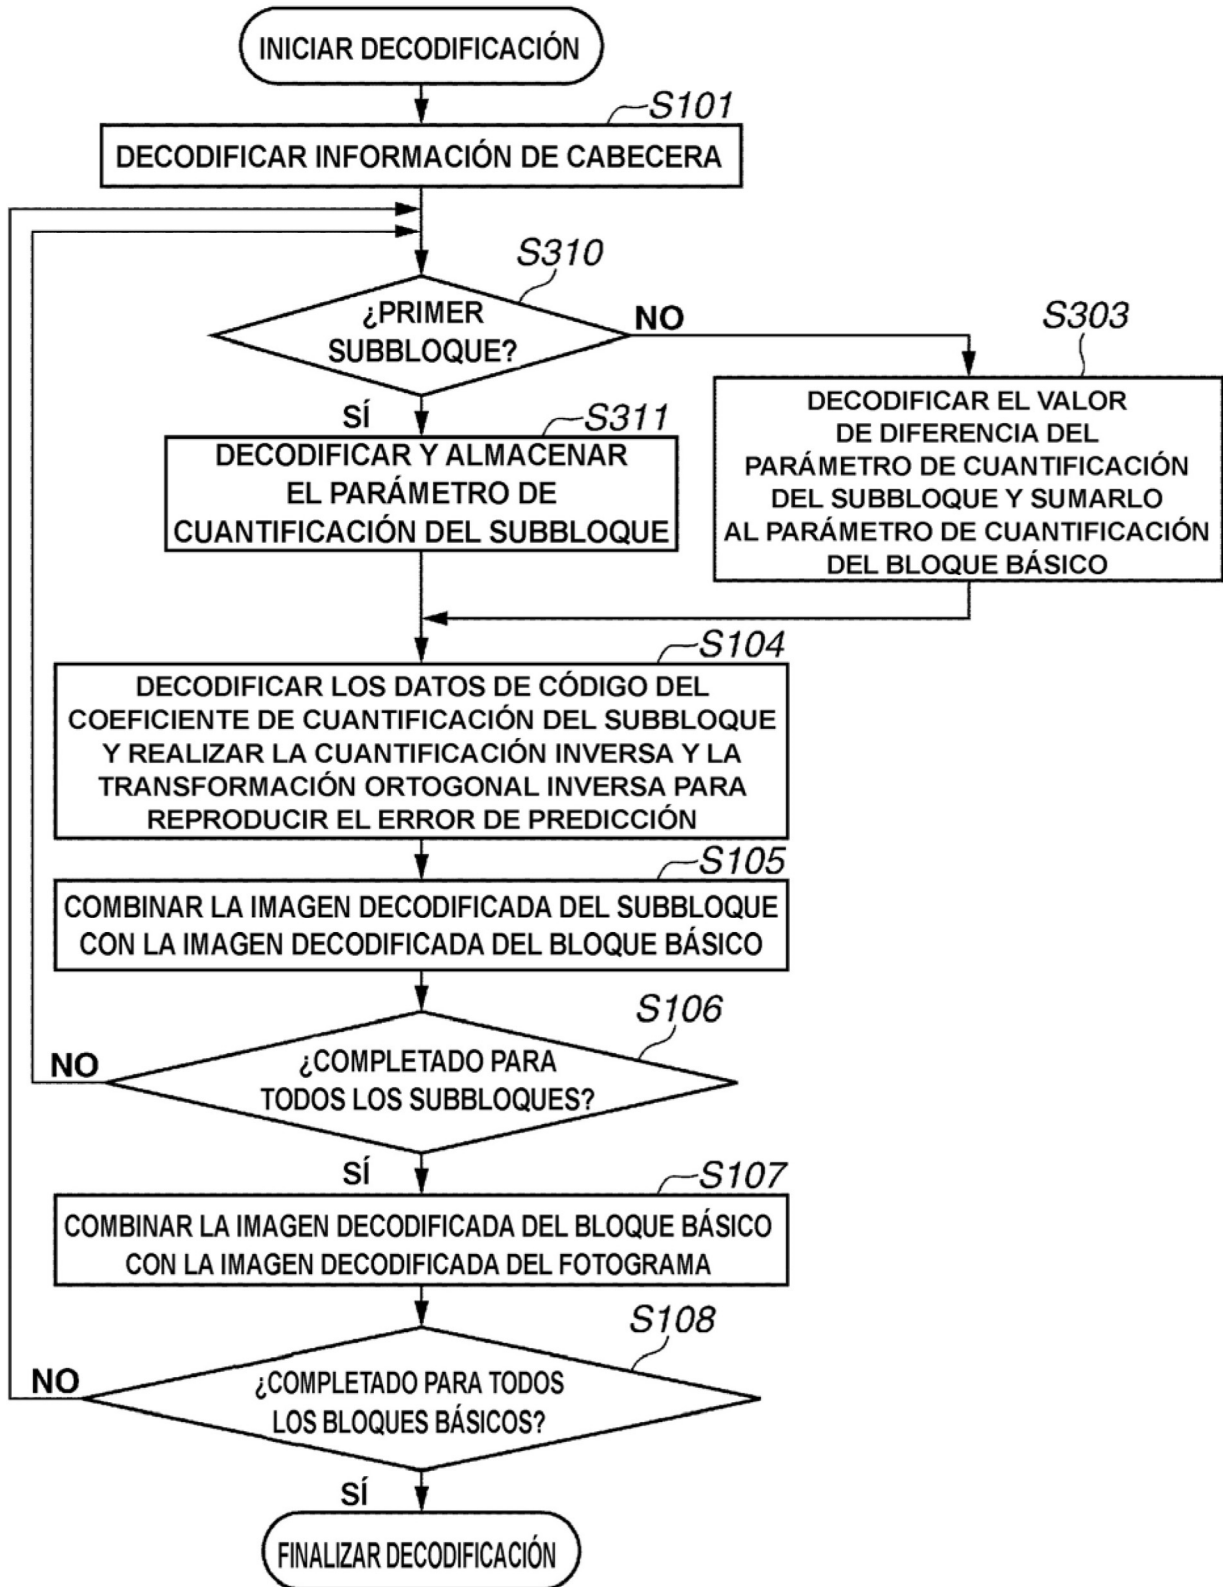 INICIAR DECODIFICACIÓN
S101
DECODIFICAR INFORMACIÓN DE CABECERA
S310
¿PRIMER
SUBBLOQUE?
NO
SÍ
S303
DECODIFICAR EL VALOR
DE DIFERENCIA DEL
PARÁMETRO DE CUANTIFICACIÓN
DEL SUBBLOQUE Y SUMARLO
AL PARÁMETRO DE CUANTIFICACIÓN
DEL BLOQUE BÁSICO
S311
DECODIFICAR Y ALMACENAR
EL PARÁMETRO DE
CUANTIFICACIÓN DEL SUBBLOQUE
S104
DECODIFICAR LOS DATOS DE CÓDIGO DEL
COEFICIENTE DE CUANTIFICACIÓN DEL SUBBLOQUE
Y REALIZAR LA CUANTIFICACIÓN INVERSA Y LA
TRANSFORMACIÓN ORTOGONAL INVERSA PARA
REPRODUCIR EL ERROR DE PREDICCIÓN
S105
COMBINAR LA IMAGEN DECODIFICADA DEL SUBBLOQUE
CON LA IMAGEN DECODIFICADA DEL BLOQUE BÁSICO
S106
¿COMPLETADO PARA
TODOS LOS SUBBLOQUES?
NO
SÍ
S107
COMBINAR LA IMAGEN DECODIFICADA DEL BLOQUE BÁSICO
CON LA IMAGEN DECODIFICADA DEL FOTOGRAMA
S108
¿COMPLETADO PARA TODOS
LOS BLOQUES BÁSICOS?
NO
SÍ
FINALIZAR DECODIFICACIÓN